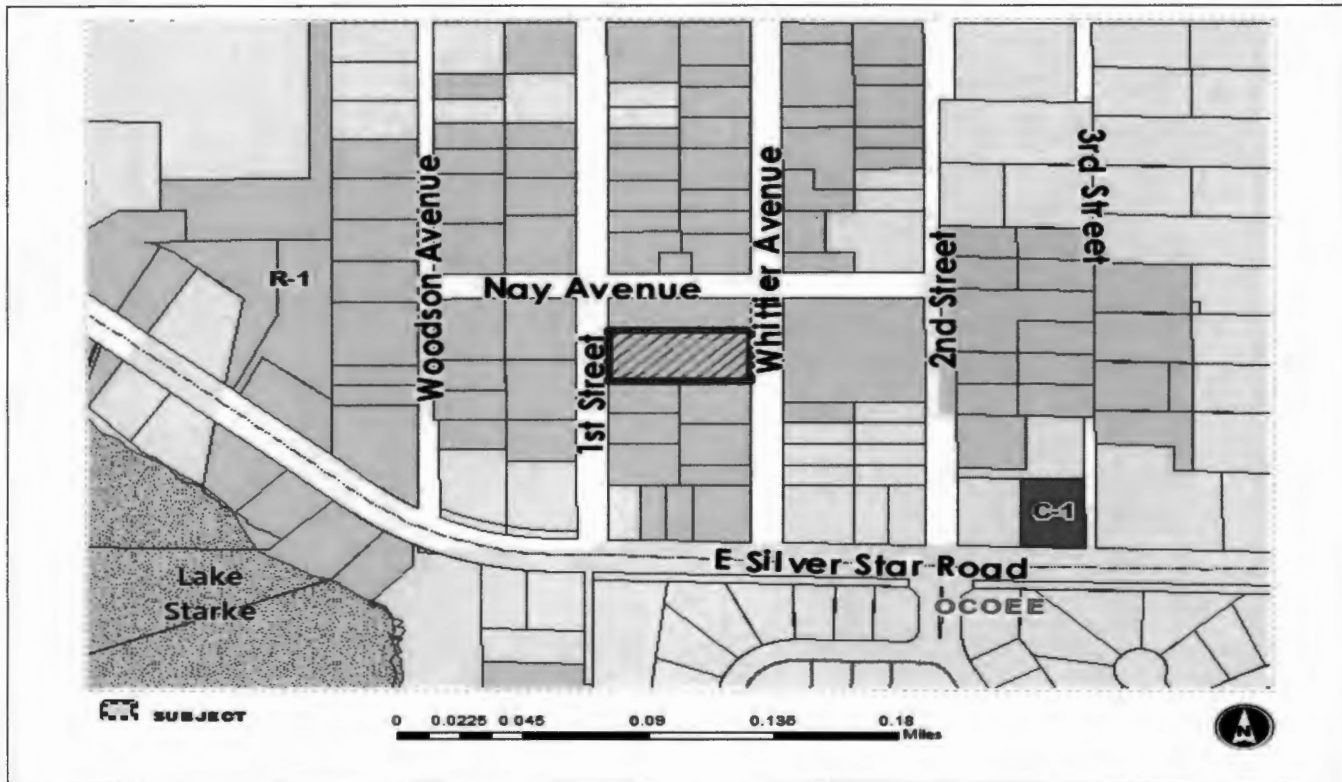 3rd Street
Woodson Avenue
Whittier Avenue
2nd Street
R-1
Nay Avenue
1st Street
C-1
E Silver Star Road
Lake
Starke
OCOEE
SUBJECT
0 0.0225 0.045 0.09 0.135 0.18
Miles
N